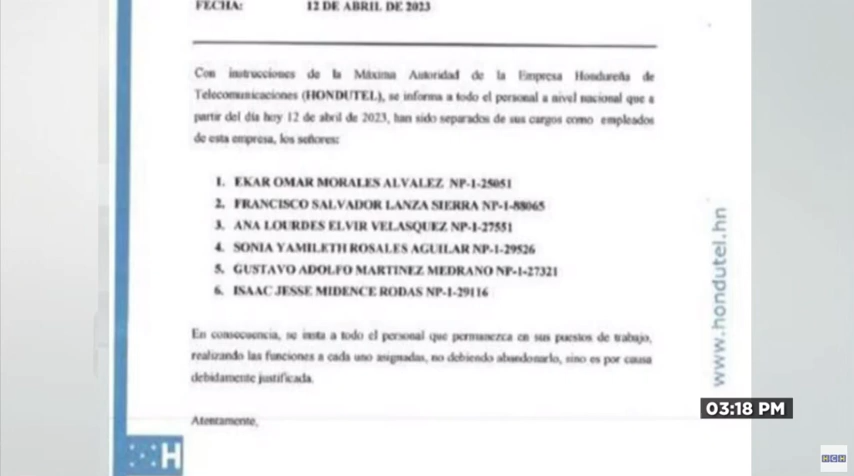 FECHA: 12 DE ABRIL DE 2023
Con instrucciones de la Máxima Autoridad de la Empresa Hondureña de
Telecomunicaciones (HONDUTEL), se informa a todo el personal a nivel nacional que a
partir del día hoy 12 de abril de 2023, han sido separados de sus cargos como empleados
de esta empresa, los señores:
1. EKAR OMAR MORALES ALVALEZ NP-1-25051
2. FRANCISCO SALVADOR LANZA SIERRA NP-1-88065
3. ANA LOURDES ELVIR VELASQUEZ NP-1-27551
4. SONIA YAMILETH ROSALES AGUILAR NP-1-29526
5. GUSTAVO ADOLFO MARTINEZ MEDRANO NP-1-27321
6. ISAAC JESSE MIDENCE RODAS NP-1-29116
En consecuencia, se insta a todo el personal que permanezca en sus puestos de trabajo,
realizando las funciones a cada uno asignadas, no debiendo abandonarlo, sino es por causa
debidamente justificada.
Atentamente,
www.hondutel.hn
03:18 PM
H
HCH